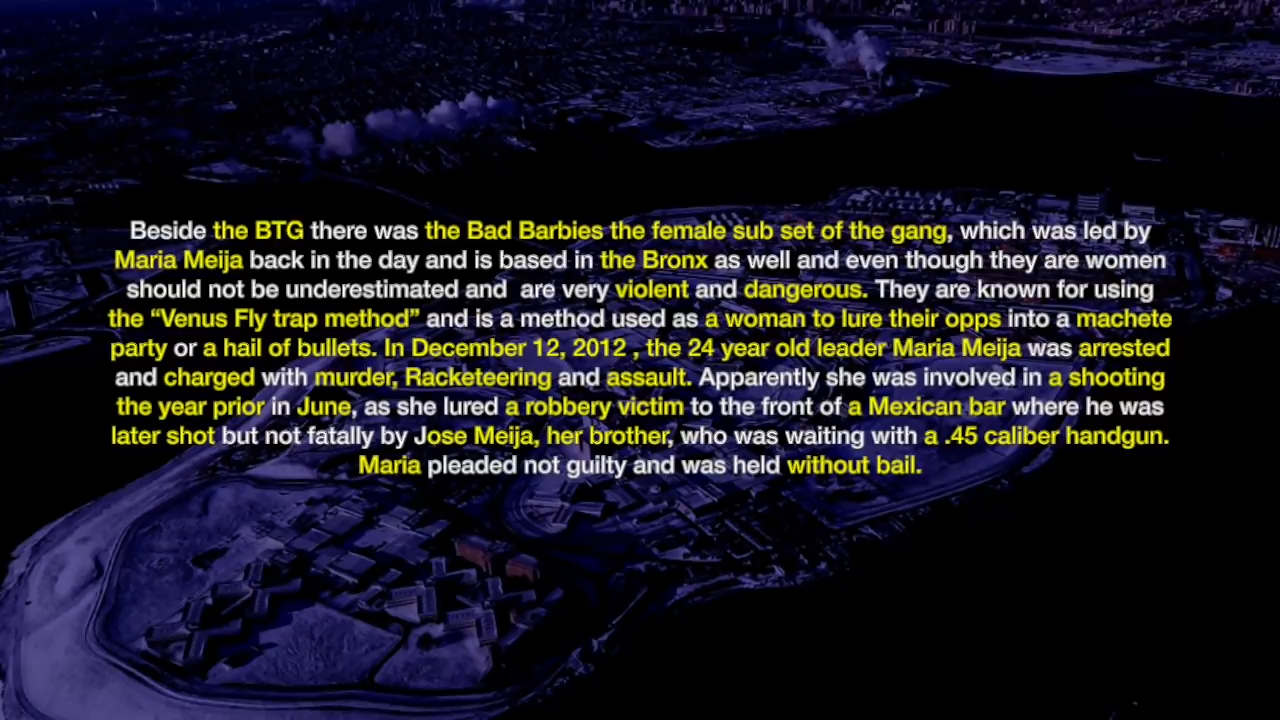 Beside the BTG there was the Bad Barbies the female sub set of the gang, which was led by
Maria Meija back in the day and is based in the Bronx as well and even though they are women
should not be underestimated and  are very violent and dangerous. They are known for using
the “Venus Fly trap method” and is a method used as a woman to lure their opps into a machete
party or a hail of bullets. In December 12, 2012 , the 24 year old leader Maria Meija was arrested
and charged with murder, Racketeering and assault. Apparently she was involved in a shooting
the year prior in June, as she lured a robbery victim to the front of a Mexican bar where he was
later shot but not fatally by Jose Meija, her brother, who was waiting with a .45 caliber handgun.
Maria pleaded not guilty and was held without bail.